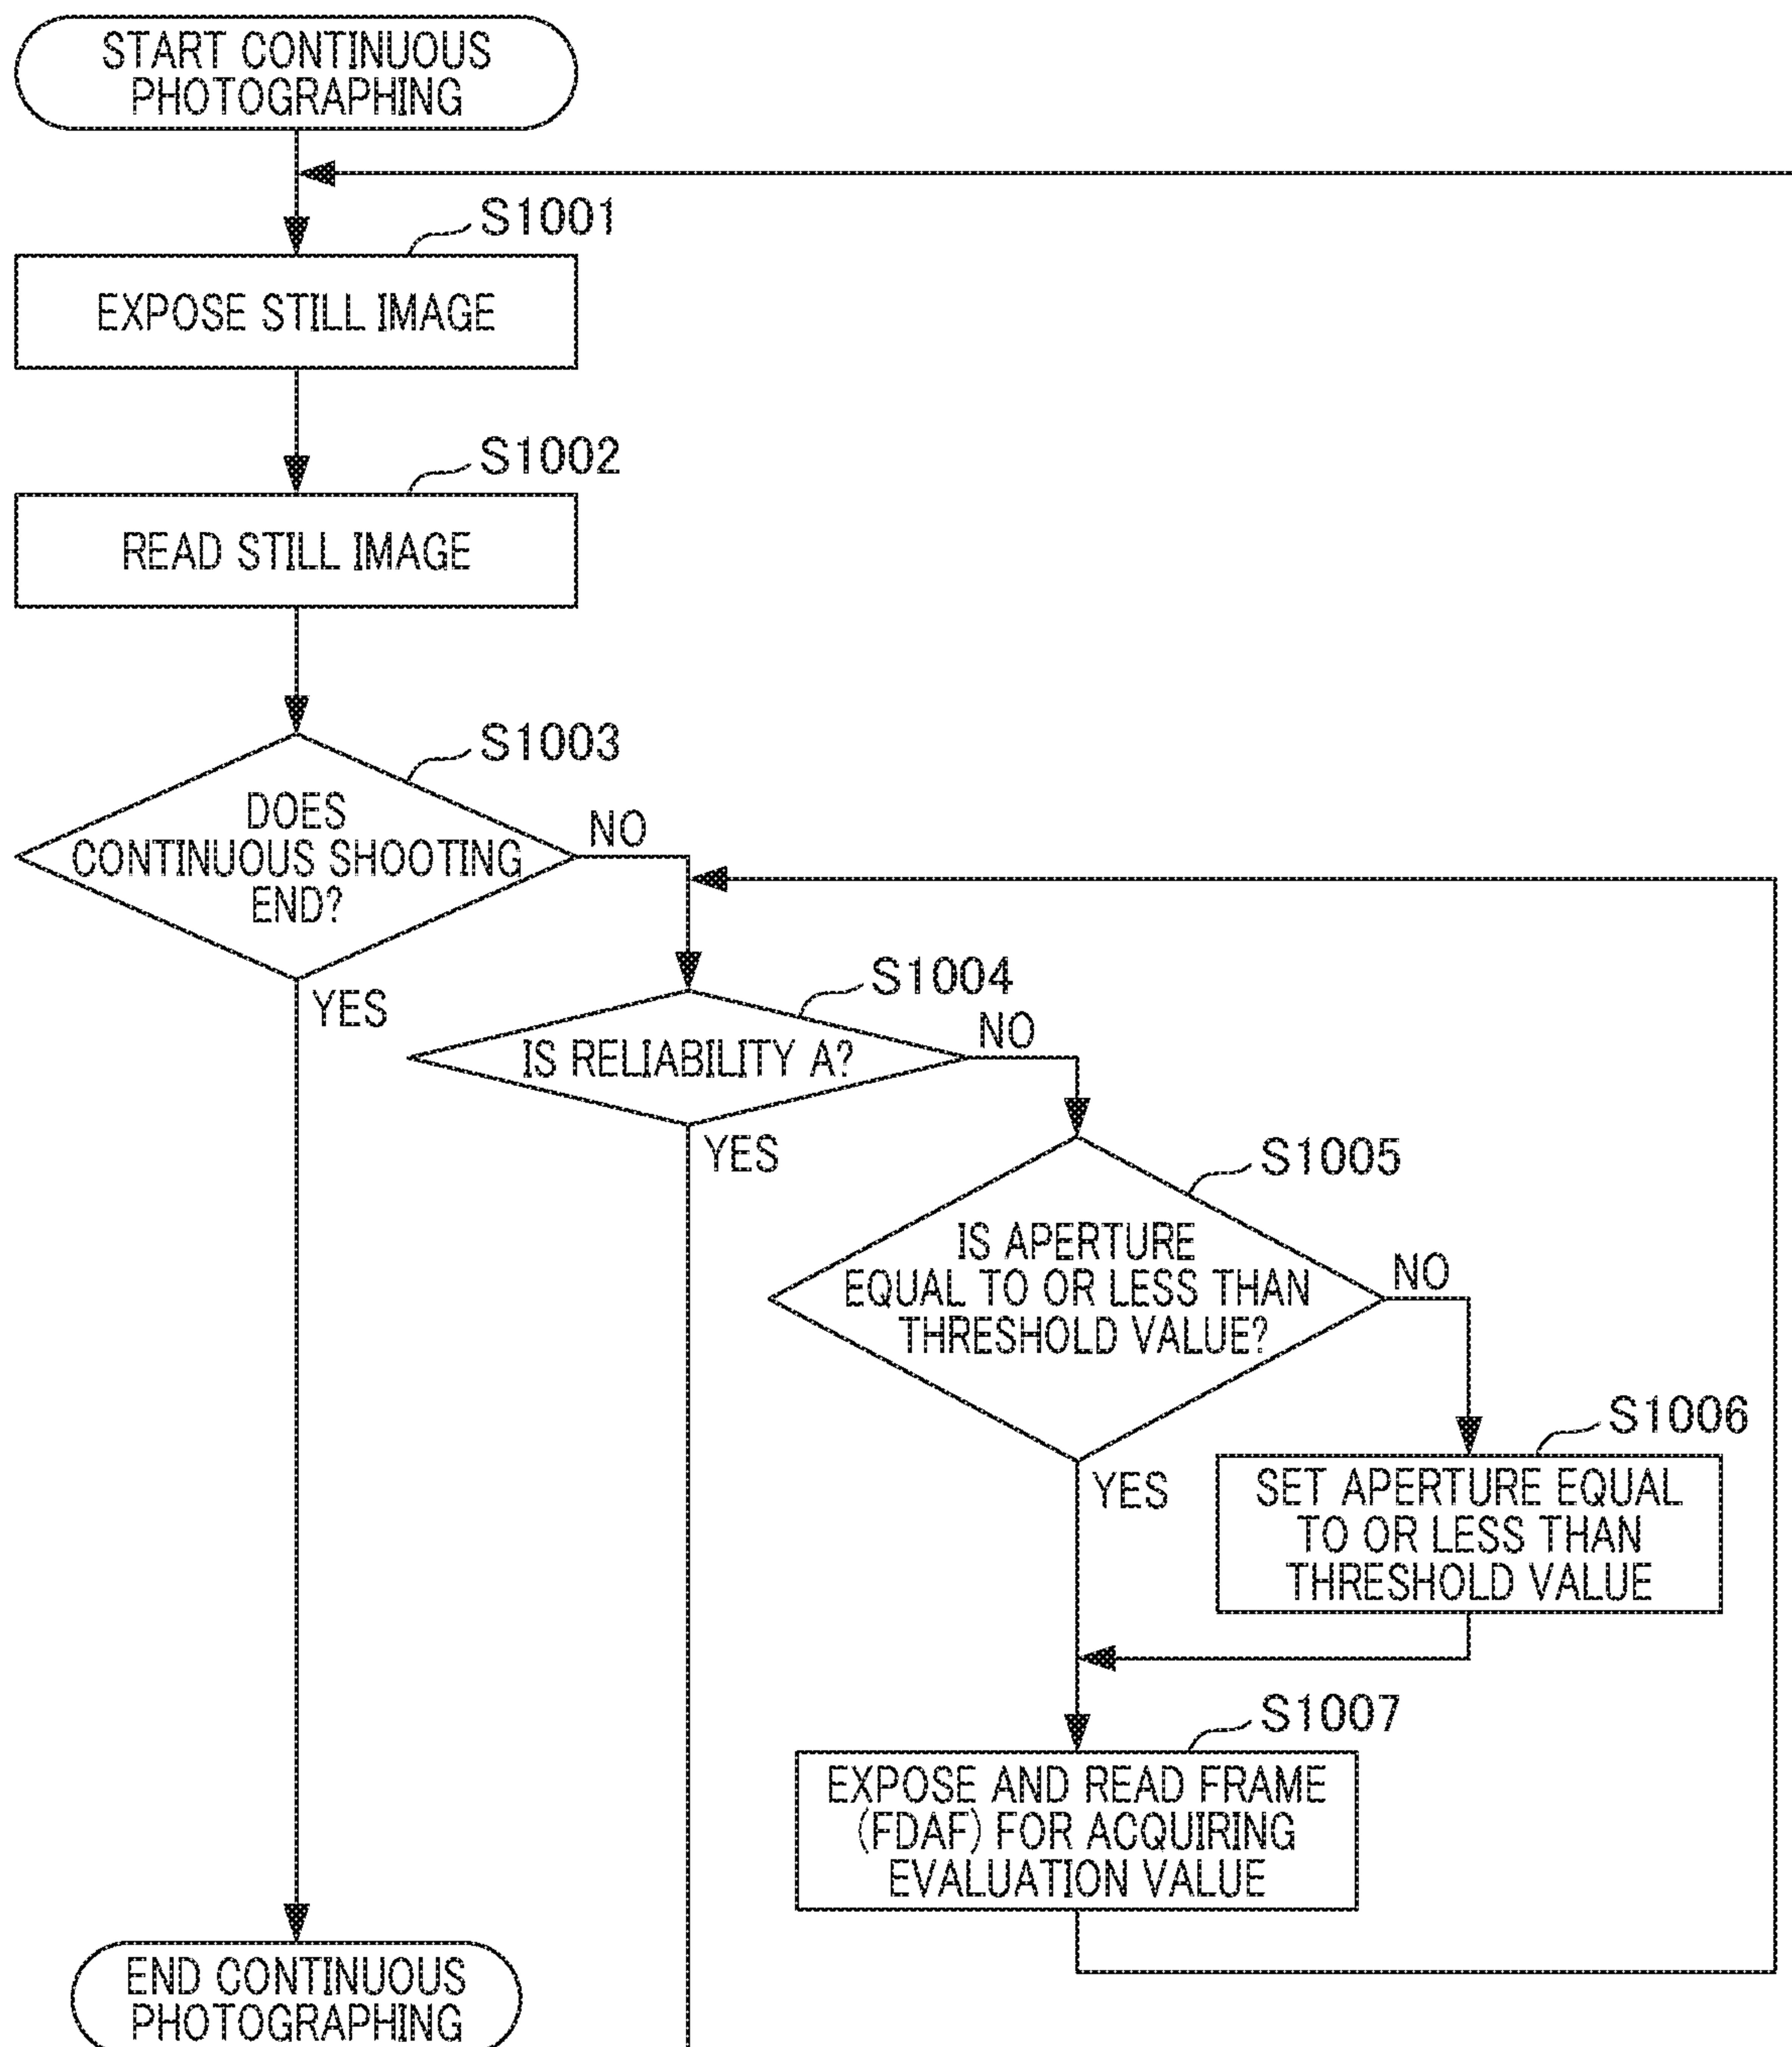 START CONTINUOUS
PHOTOGRAPHING
S1001
EXPOSE STILL IMAGE
S1002
READ STILL IMAGE
S1003
DOES
CONTINUOUS SHOOTING
END?
NO
YES
S1004
IS RELIABILITY A?
NO
YES
S1005
IS APERTURE
EQUAL TO OR LESS THAN
THRESHOLD VALUE?
NO
YES
S1006
SET APERTURE EQUAL
TO OR LESS THAN
THRESHOLD VALUE
S1007
EXPOSE AND READ FRAME
(FDAF) FOR ACQUIRING
EVALUATION VALUE
END CONTINUOUS
PHOTOGRAPHING